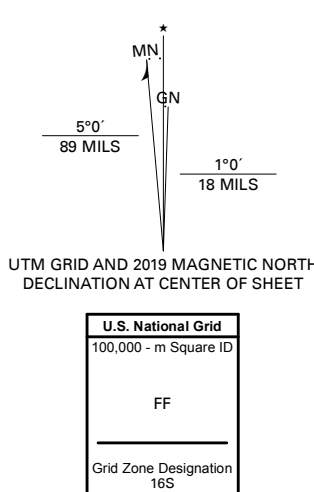 ★
M.N.
GN
5°0´
89 MILS
1°0´
18 MILS
UTM GRID AND 2019 MAGNETIC NORTH
DECLINATION AT CENTER OF SHEET
U.S. National Grid
100,000 - m Square ID
FF
Grid Zone Designation
16S